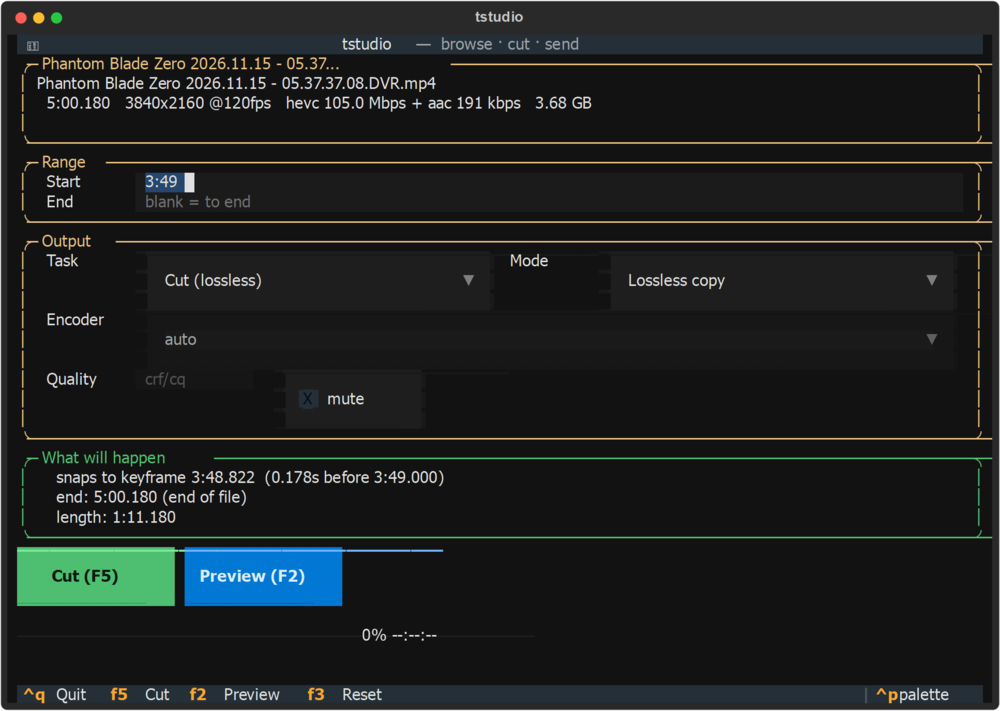 tstudio
tstudio — browse · cut · send
Phantom Blade Zero 2026.11.15 - 05.37...
Phantom Blade Zero 2026.11.15 - 05.37.37.08.DVR.mp4
5:00.180 3840x2160 @120fps hevc 105.0 Mbps + aac 191 kbps 3.68 GB
Range
Start 3:49
End blank = to end
Output
Task Cut (lossless) ▼ Mode Lossless copy ▼
Encoder auto ▼
Quality crf/cq X mute
What will happen
snaps to keyframe 3:48.822 (0.178s before 3:49.000)
end: 5:00.180 (end of file)
length: 1:11.180
Cut (F5) Preview (F2)
0% --:--:--
^q Quit f5 Cut f2 Preview f3 Reset ^p palette